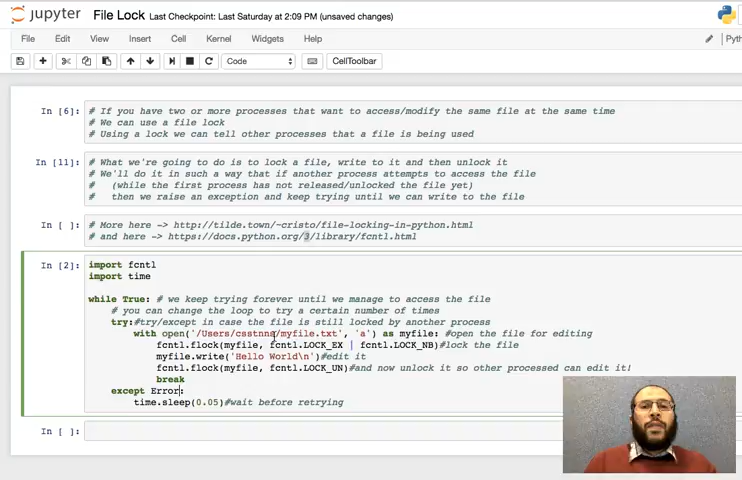 jupyter File Lock Last Checkpoint: Last Saturday at 2:09 PM (unsaved changes)
File Edit View Insert Cell Kernel Widgets Help
Code CellToolbar
In [6]: # If you have two or more processes that want to access/modify the same file at the same time
# We can use a file lock
# Using a lock we can tell other processes that a file is being used
In [11]: # What we're going to do is to lock a file, write to it and then unlock it
# We'll do it in such a way that if another process attempts to access the file
# (while the first process has not released/unlocked the file yet)
# then we raise an exception and keep trying until we can write to the file
In [ ]: # More here -> http://tilde.town/~cristo/file-locking-in-python.html
# and here -> https://docs.python.org/3/library/fcntl.html
In [2]: import fcntl
import time
while True: # we keep trying forever until we manage to access the file
# you can change the loop to try a certain number of times
try:#try/except in case the file is still locked by another process
with open('/Users/csstnns/myfile.txt', 'a') as myfile: #open the file for editing
fcntl.flock(myfile, fcntl.LOCK_EX | fcntl.LOCK_NB)#lock the file
myfile.write('Hello World\n')#edit it
fcntl.flock(myfile, fcntl.LOCK_UN)#and now unlock it so other processed can edit it!
break
except Error:
time.sleep(0.05)#wait before retrying
In [ ]: